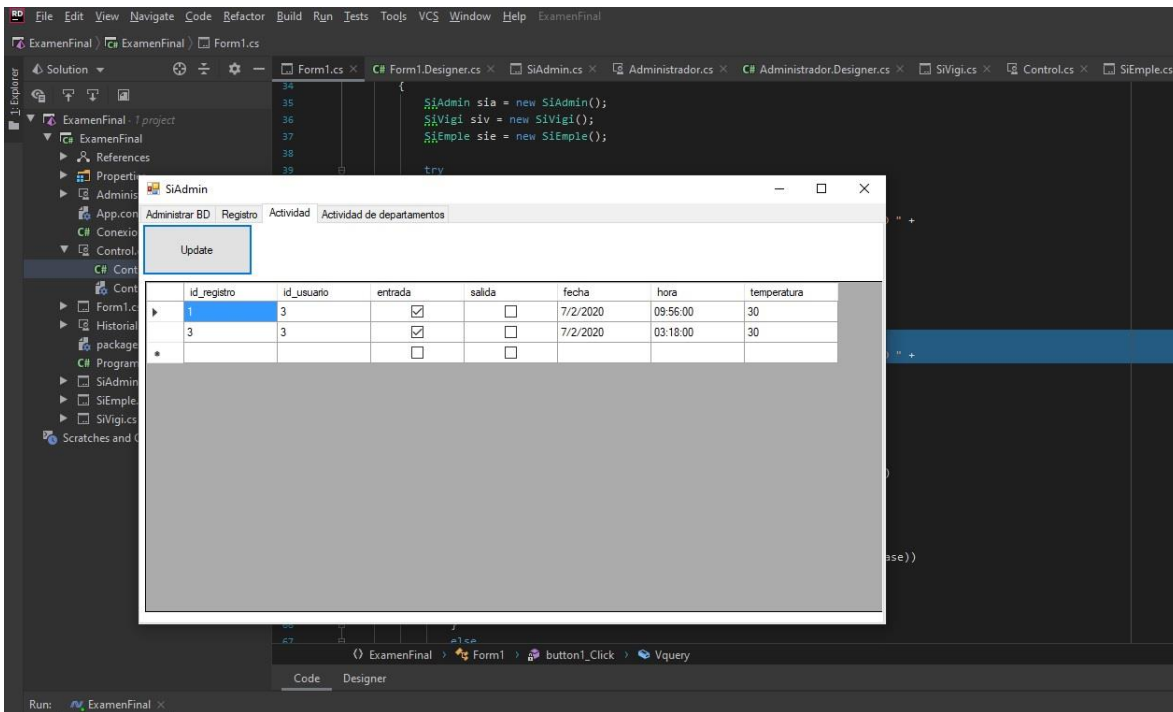 RD File Edit View Navigate Code Refactor Build Run Tests Tools VCS Window Help ExamenFinal
ExamenFinal ExamenFinal Form1.cs
1: Explorer
Solution
Form1.cs C# Form1.Designer.cs SiAdmin.cs Administrador.cs C# Administrador.Designer.cs SiVigi.cs Control.cs SiEmple.cs
34 {
35 SiAdmin sia = new SiAdmin();
36 SiVigi siv = new SiVigi();
37 SiEmple sie = new SiEmple();
38
39 try
ExamenFinal · 1 project
ExamenFinal
References
Properti
Adminis
App.con
C# Conexio
Control.
C# Cont
Cont
Form1.c
Historial
package
C# Program
SiAdmin
SiEmple.
SiVigi.cs
Scratches and C
SiAdmin
Administrar BD Registro Actividad Actividad de departamentos
Update
id_registro id_usuario entrada salida fecha hora temperatura
1 3 7/2/2020 09:56:00 30
3 3 7/2/2020 03:18:00 30
" +
" +
)
ase))
}
67 else
ExamenFinal Form1 button1_Click Vquery
Code Designer
Run: ExamenFinal